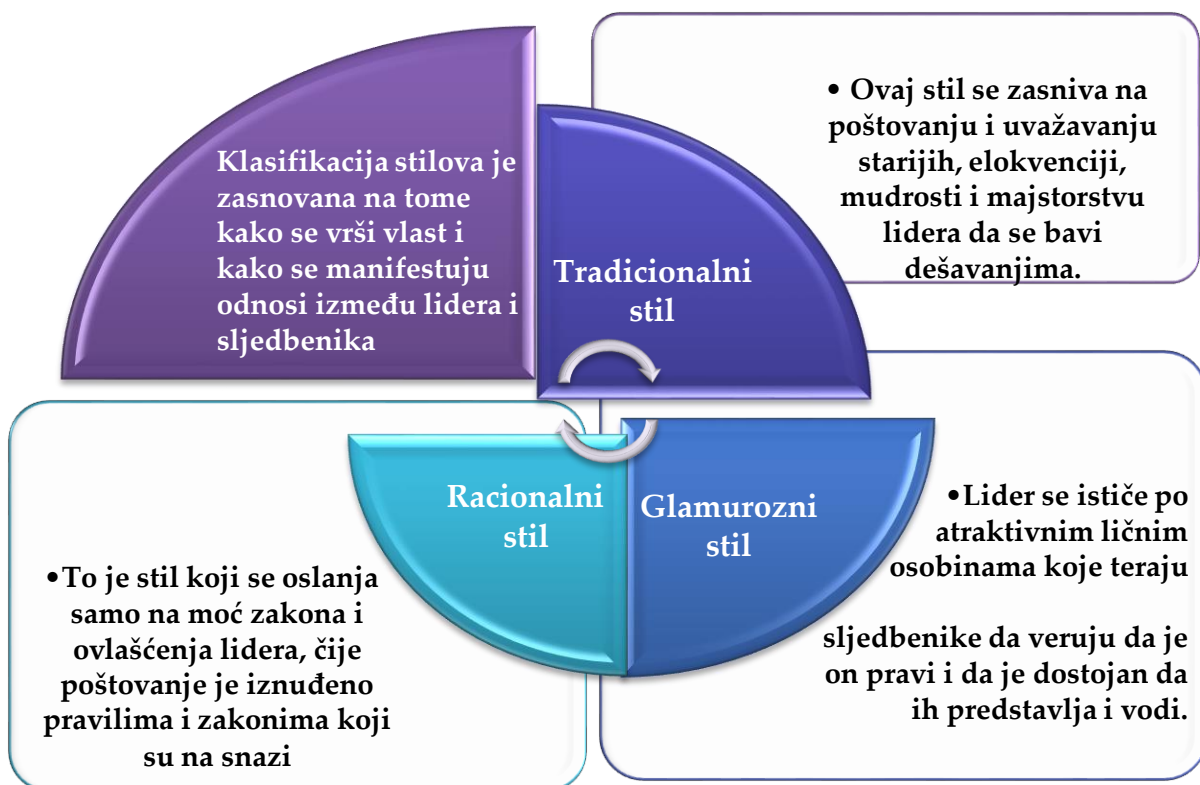 Klasifikacija stilova je
zasnovana na tome
kako se vrši vlast i
kako se manifestuju
odnosi između lidera i
sljedbenika
Tradicionalni
stil
• Ovaj stil se zasniva na
poštovanju i uvažavanju
starijih, elokvenciji,
mudrosti i majstorstvu
lidera da se bavi
dešavanjima.
Racionalni
stil
Glamurozni
stil
•To je stil koji se oslanja
samo na moć zakona i
ovlašćenja lidera, čije
poštovanje je iznuđeno
pravilima i zakonima koji
su na snazi
•Lider se ističe po
atraktivnim ličnim
osobinama koje teraju
sljedbenike da veruju da je
on pravi i da je dostojan da
ih predstavlja i vodi.